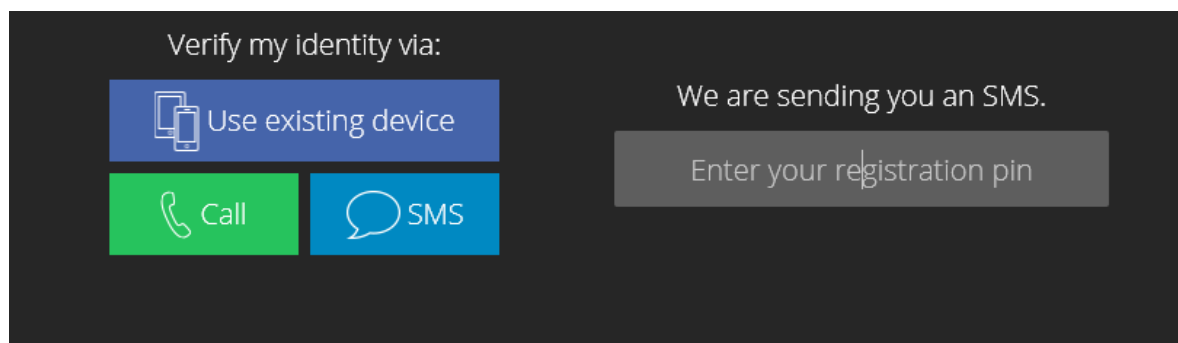 Verify my identity via:
Use existing device
Call
SMS
We are sending you an SMS.
Enter your registration pin